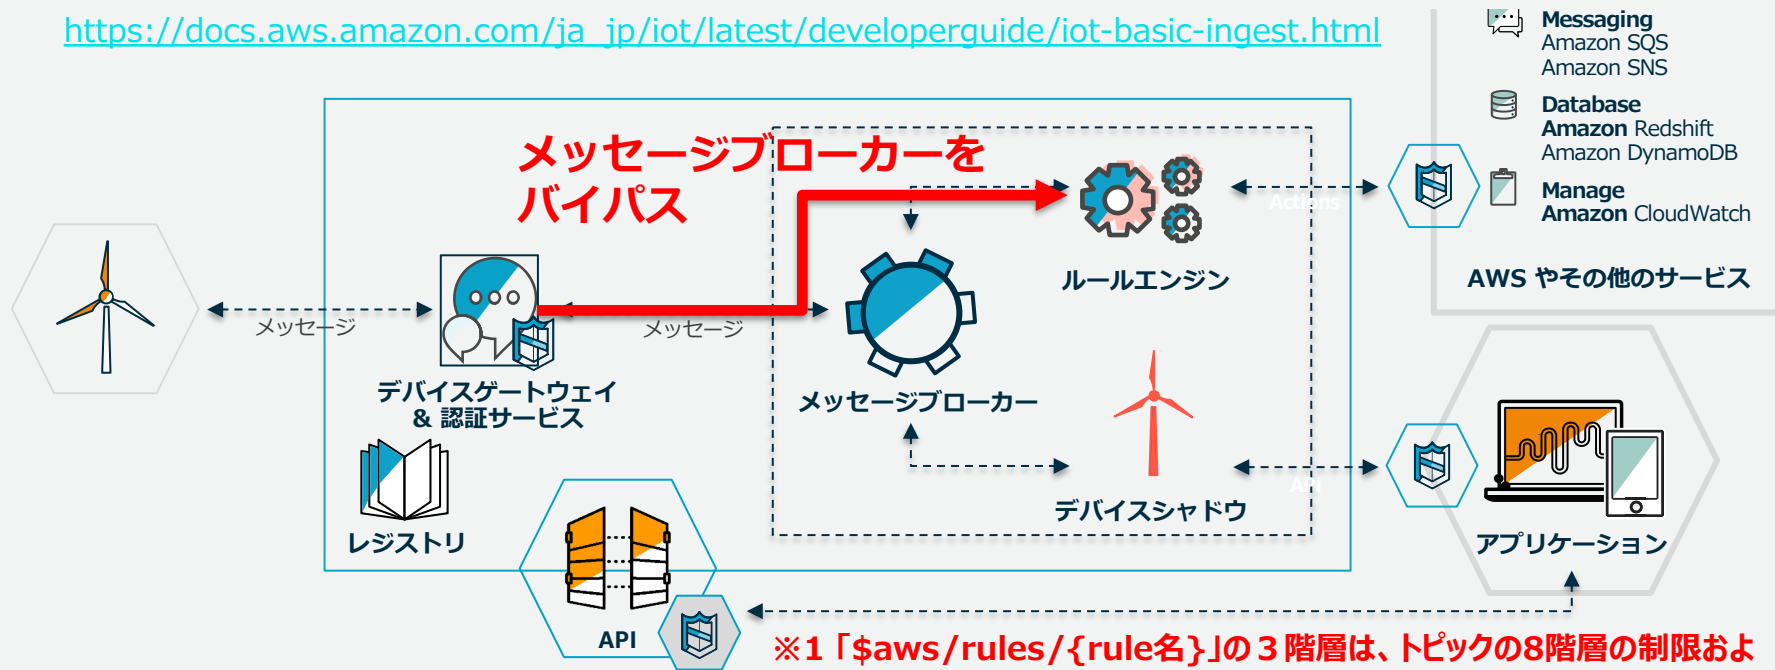 https://docs.aws.amazon.com/ja_jp/iot/latest/developerguide/iot-basic-ingest.html
Messaging
Amazon SQS
Amazon SNS
Database
Amazon Redshift
Amazon DynamoDB
Manage
Amazon CloudWatch
AWS やその他のサービス
メッセージブローカーを
バイパス
Actions
ルールエンジン
メッセージ
メッセージ
デバイスゲートウェイ
& 認証サービス
メッセージブローカー
レジストリ
デバイスシャドウ
API
アプリケーション
API
※1 「$aws/rules/{rule名}」の３階層は、トピックの8階層の制限およ